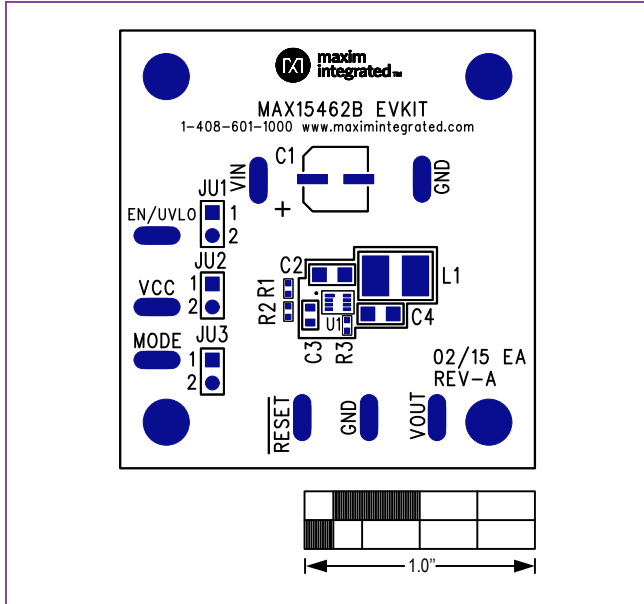 maxim
integrated™
MAX15462B EVKIT
1-408-601-1000 www.maximintegrated.com
C1
VIN
GND
+
JU1
EN/UVLO
1
2
JU2
VCC
1
2
C2
L1
R1
R2
U1
C3
R3
C4
MODE
JU3
1
2
02/15 EA
REV-A
RESET
GND
VOUT
1.0”